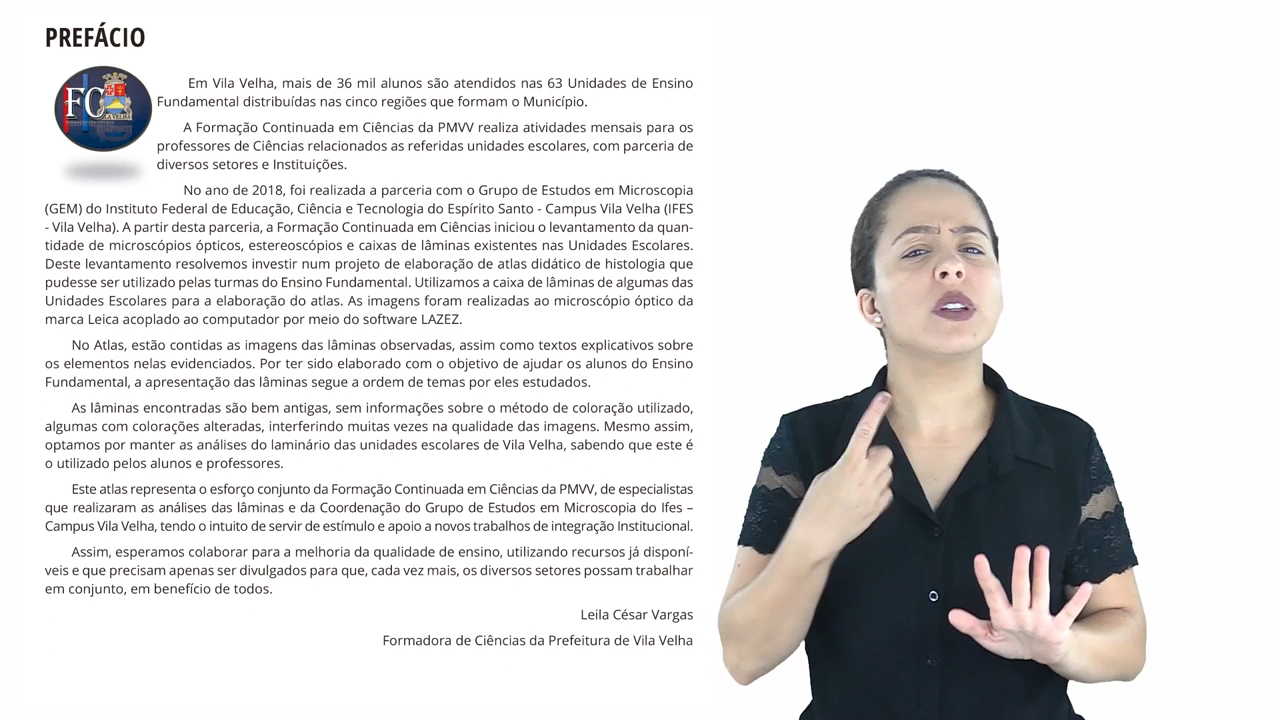 PREFÁCIO
FC
Em Vila Velha, mais de 36 mil alunos são atendidos nas 63 Unidades de Ensino
Fundamental distribuídas nas cinco regiões que formam o Município.
A Formação Continuada em Ciências da PMVV realiza atividades mensais para os
professores de Ciências relacionados as referidas unidades escolares, com parceria de
diversos setores e Instituições.
No ano de 2018, foi realizada a parceria com o Grupo de Estudos em Microscopia
(GEM) do Instituto Federal de Educação, Ciência e Tecnologia do Espírito Santo - Campus Vila Velha (IFES
- Vila Velha). A partir desta parceria, a Formação Continuada em Ciências iniciou o levantamento da quan-
tidade de microscópios ópticos, estereoscópios e caixas de lâminas existentes nas Unidades Escolares.
Deste levantamento resolvemos investir num projeto de elaboração de atlas didático de histologia que
pudesse ser utilizado pelas turmas do Ensino Fundamental. Utilizamos a caixa de lâminas de algumas das
Unidades Escolares para a elaboração do atlas. As imagens foram realizadas ao microscópio óptico da
marca Leica acoplado ao computador por meio do software LAZEZ.
No Atlas, estão contidas as imagens das lâminas observadas, assim como textos explicativos sobre
os elementos nelas evidenciados. Por ter sido elaborado com o objetivo de ajudar os alunos do Ensino
Fundamental, a apresentação das lâminas segue a ordem de temas por eles estudados.
As lâminas encontradas são bem antigas, sem informações sobre o método de coloração utilizado,
algumas com colorações alteradas, interferindo muitas vezes na qualidade das imagens. Mesmo assim,
optamos por manter as análises do laminário das unidades escolares de Vila Velha, sabendo que este é
o utilizado pelos alunos e professores.
Este atlas representa o esforço conjunto da Formação Continuada em Ciências da PMVV, de especialistas
que realizaram as análises das lâminas e da Coordenação do Grupo de Estudos em Microscopia do Ifes –
Campus Vila Velha, tendo o intuito de servir de estímulo e apoio a novos trabalhos de integração Institucional.
Assim, esperamos colaborar para a melhoria da qualidade de ensino, utilizando recursos já disponí-
veis e que precisam apenas ser divulgados para que, cada vez mais, os diversos setores possam trabalhar
em conjunto, em benefício de todos.
Leila César Vargas
Formadora de Ciências da Prefeitura de Vila Velha